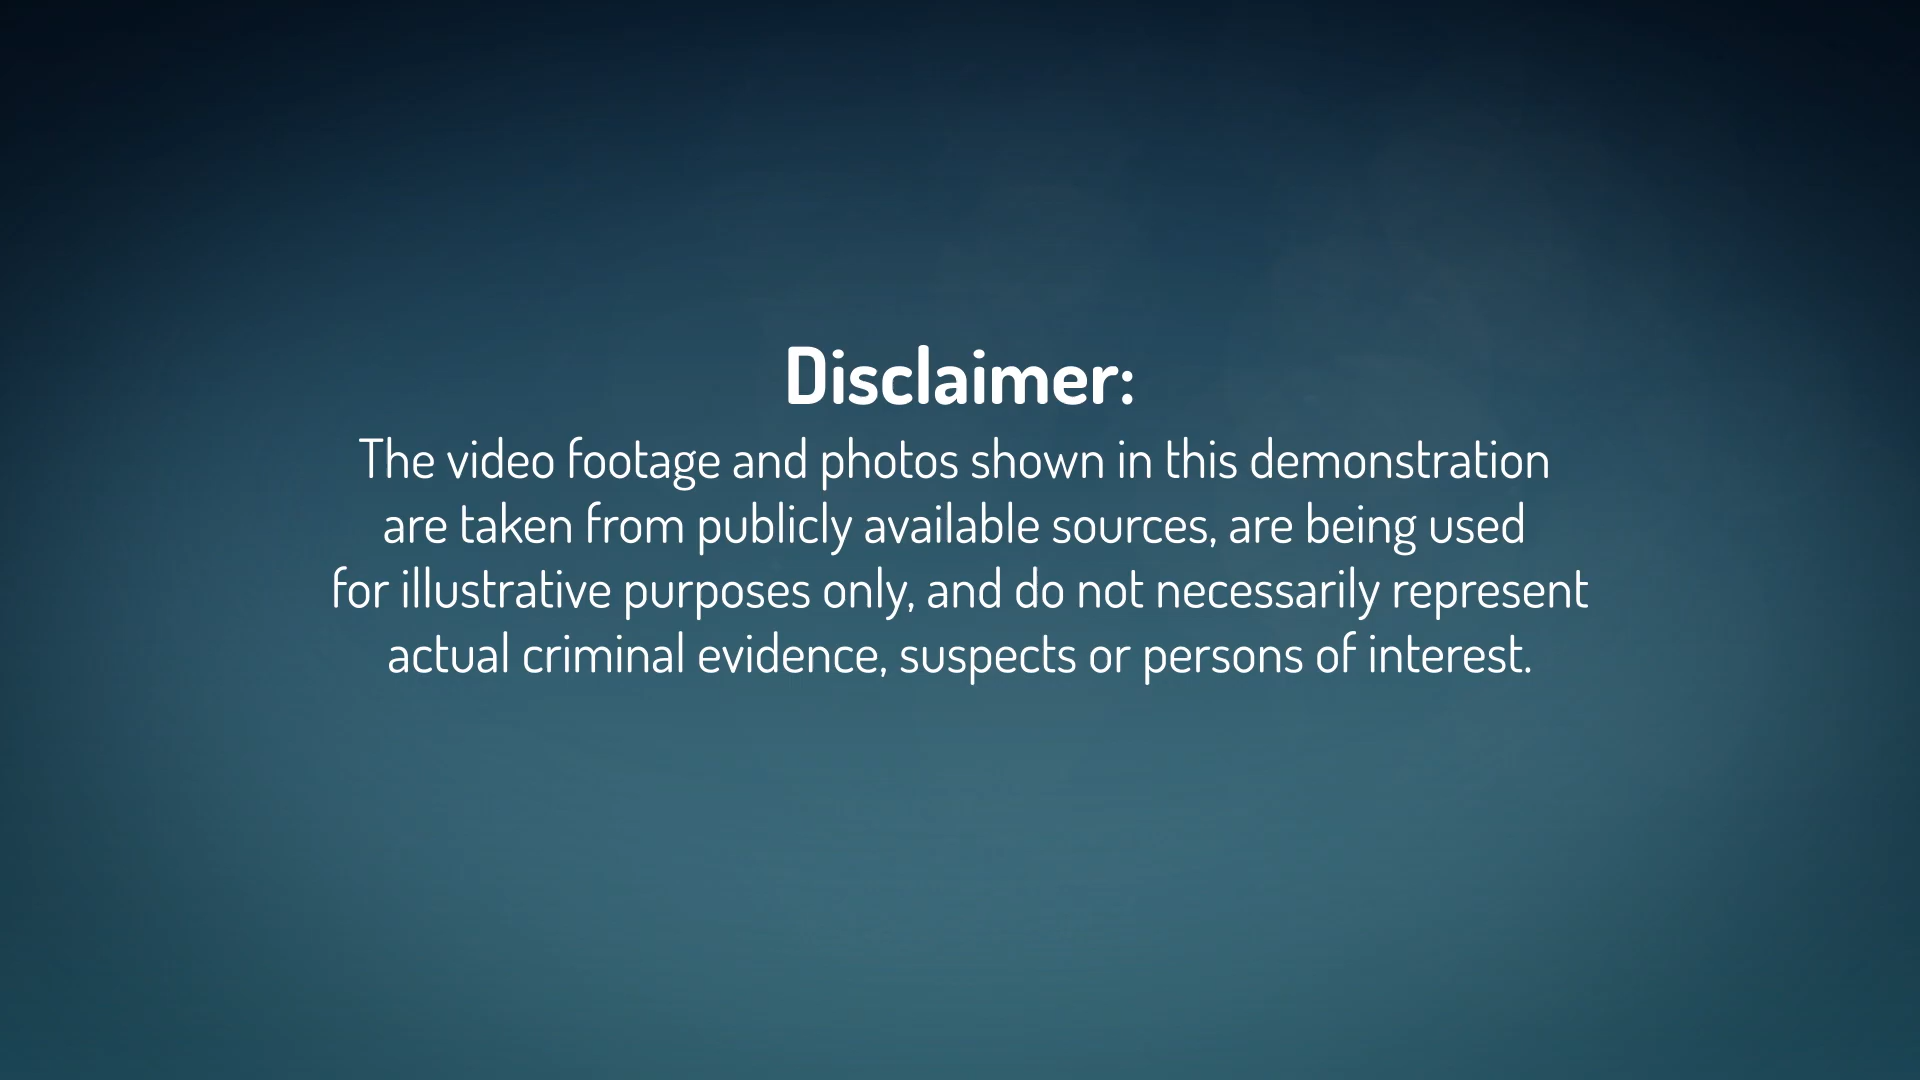 Disclaimer:
The video footage and photos shown in this demonstration
are taken from publicly available sources, are being used
for illustrative purposes only, and do not necessarily represent
actual criminal evidence, suspects or persons of interest.